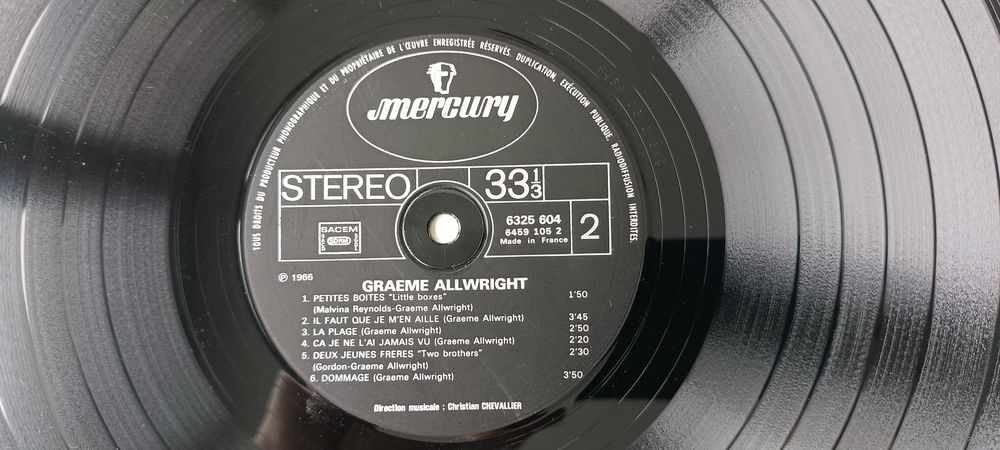 TOUS DROITS DU PRODUCTEUR PHONOGRAPHIQUE ET DU PROPRIÉTAIRE DE L'ŒUVRE ENREGISTRÉE RÉSERVÉS. DUPLICATION, EXÉCUTION PUBLIQUE, RADIODIFFUSION INTERDITES.
mercury
STEREO 33 1/3
SACEM
SDRM
6325 604
6459 105 2
Made in France
2
℗ 1966
GRAEME ALLWRIGHT
1. PETITES BOITES "Little boxes" 1'50
(Malvina Reynolds-Graeme Allwright)
2. IL FAUT QUE JE M'EN AILLE (Graeme Allwright) 3'45
3. LA PLAGE (Graeme Allwright) 2'50
4. CA JE NE L'AI JAMAIS VU (Graeme Allwright) 2'20
5. DEUX JEUNES FRERES "Two brothers" 2'30
(Gordon-Graeme Allwright)
6. DOMMAGE (Graeme Allwright) 3'50
Direction musicale : Christian CHEVALLIER